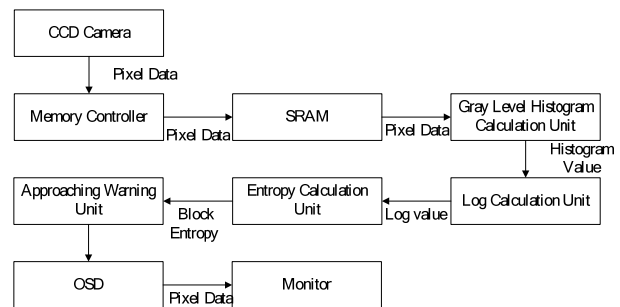 CCD Camera
Pixel Data
Memory Controller
Pixel Data
SRAM
Pixel Data
Gray Level Histogram
Calculation Unit
Histogram
Value
Log Calculation Unit
Log value
Entropy Calculation
Unit
Block
Entropy
Approaching Warning
Unit
OSD
Pixel Data
Monitor